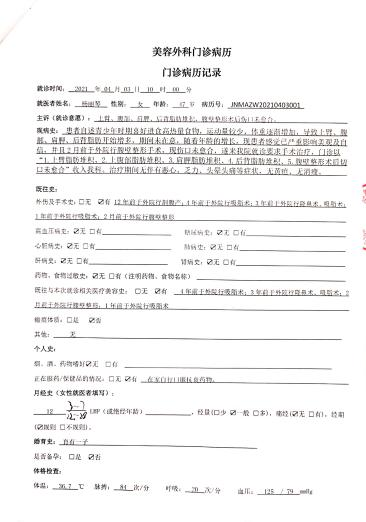 美容外科门诊病历
门诊病历记录
就诊时间： 2021 年 04 月 03 日 10 时 00 分
就医者姓名： 杨丽琴 性别： 女 年龄： 47 岁 病历号： JNMAZW20210403001
主诉（就诊意愿）： 上臂、腹部、肩胛、后背脂肪堆积，腹壁整形术后伤口未愈合。
现病史： 患者自述青少年时期喜好进食高热量食物，运动量较少，体重逐渐增加，导致上臂、腹
部、肩胛、后背脂肪开始增多，期间未在意，随着年龄的增长，现患者感觉已严重影响美观及自
信，并且2月前于外院行腹壁整形手术，现伤口未愈合，遂来我院就诊要求手术治疗，门诊以
“1.上臂脂肪堆积、2.上腹部脂肪堆积、3.肩胛脂肪堆积、4.后背脂肪堆积、5.腹壁整形术后切
口未愈合”收入我科。治疗期间无伴有恶心、乏力、头晕头痛等症状，无黄疸、无消瘦。
既往史：
外伤及手术史：□无 ☑有 12年前于外院行剖腹产；4年前于外院吸脂术；3年前于外院行隆鼻术、吸脂术；
1年前于外院行吸脂术；2月前于外院行腹壁整形
高血压病史：☑无 □有 糖尿病史：☑无 □有
心脏病史：☑无 □有 肺病史：☑无 □有
肝病史：☑无 □有 肾病史：☑无 □有
药物、食物过敏史：☑无 □有（注明药物、食物名称）
既往与本次就诊相关医疗美容史： □无 ☑有 4年前于外院吸脂术；3年前于外院行隆鼻术、吸脂术；2
月前于外院行腹壁整形；1年前于外院行吸脂术
瘢痕体质：□是 ☑否
其他： 无
个人史：
烟、酒、药物嗜好☑无 □有
正在服药/保健品的情况：□无 ☑有 在家自行口服抗食药物。
月经史（女性就医者填写）：
12 LMP（或绝经年龄） ，经量(□少 ☑一般 □多)，痛经(☑无 □有)，经期
(☑规则 □不规则)。
婚育史： 育有一子
是否备孕： □是 ☑否
体格检查：
体温： 36.7 ℃ 脉搏： 84 次/分 呼吸： 20 次/分 血压： 125 / 79 mmHg